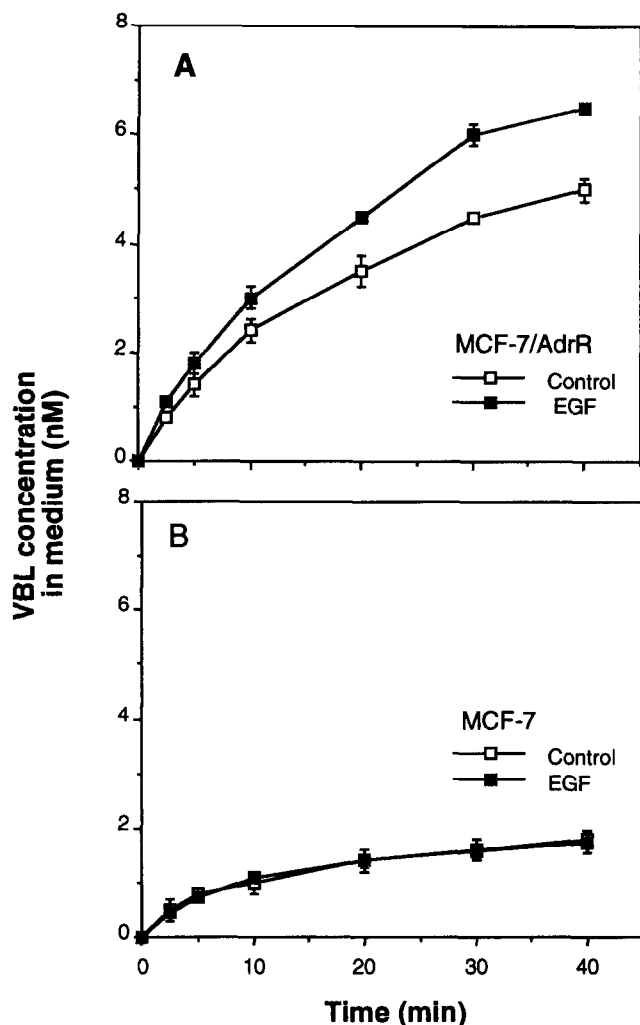 8
A
6
4
2
0
MCF-7/AdrR
Control
EGF
VBL concentration
in medium (nM)
8
B
6
4
2
0
MCF-7
Control
EGF
0 10 20 30 40
Time (min)